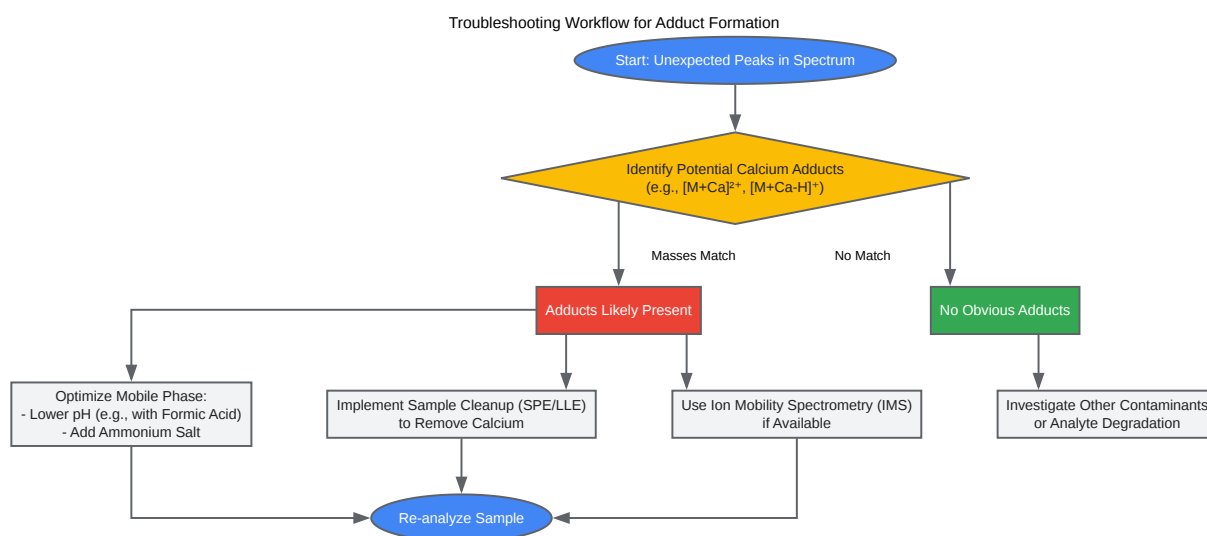 Troubleshooting Workflow for Adduct Formation
Start: Unexpected Peaks in Spectrum
Identify Potential Calcium Adducts
(e.g., [M+Ca]²⁺, [M+Ca-H]⁺)
Masses Match
No Match
Adducts Likely Present
No Obvious Adducts
Optimize Mobile Phase:
- Lower pH (e.g., with Formic Acid)
- Add Ammonium Salt
Implement Sample Cleanup (SPE/LLE)
to Remove Calcium
Use Ion Mobility Spectrometry (IMS)
if Available
Investigate Other Contaminants
or Analyte Degradation
Re-analyze Sample